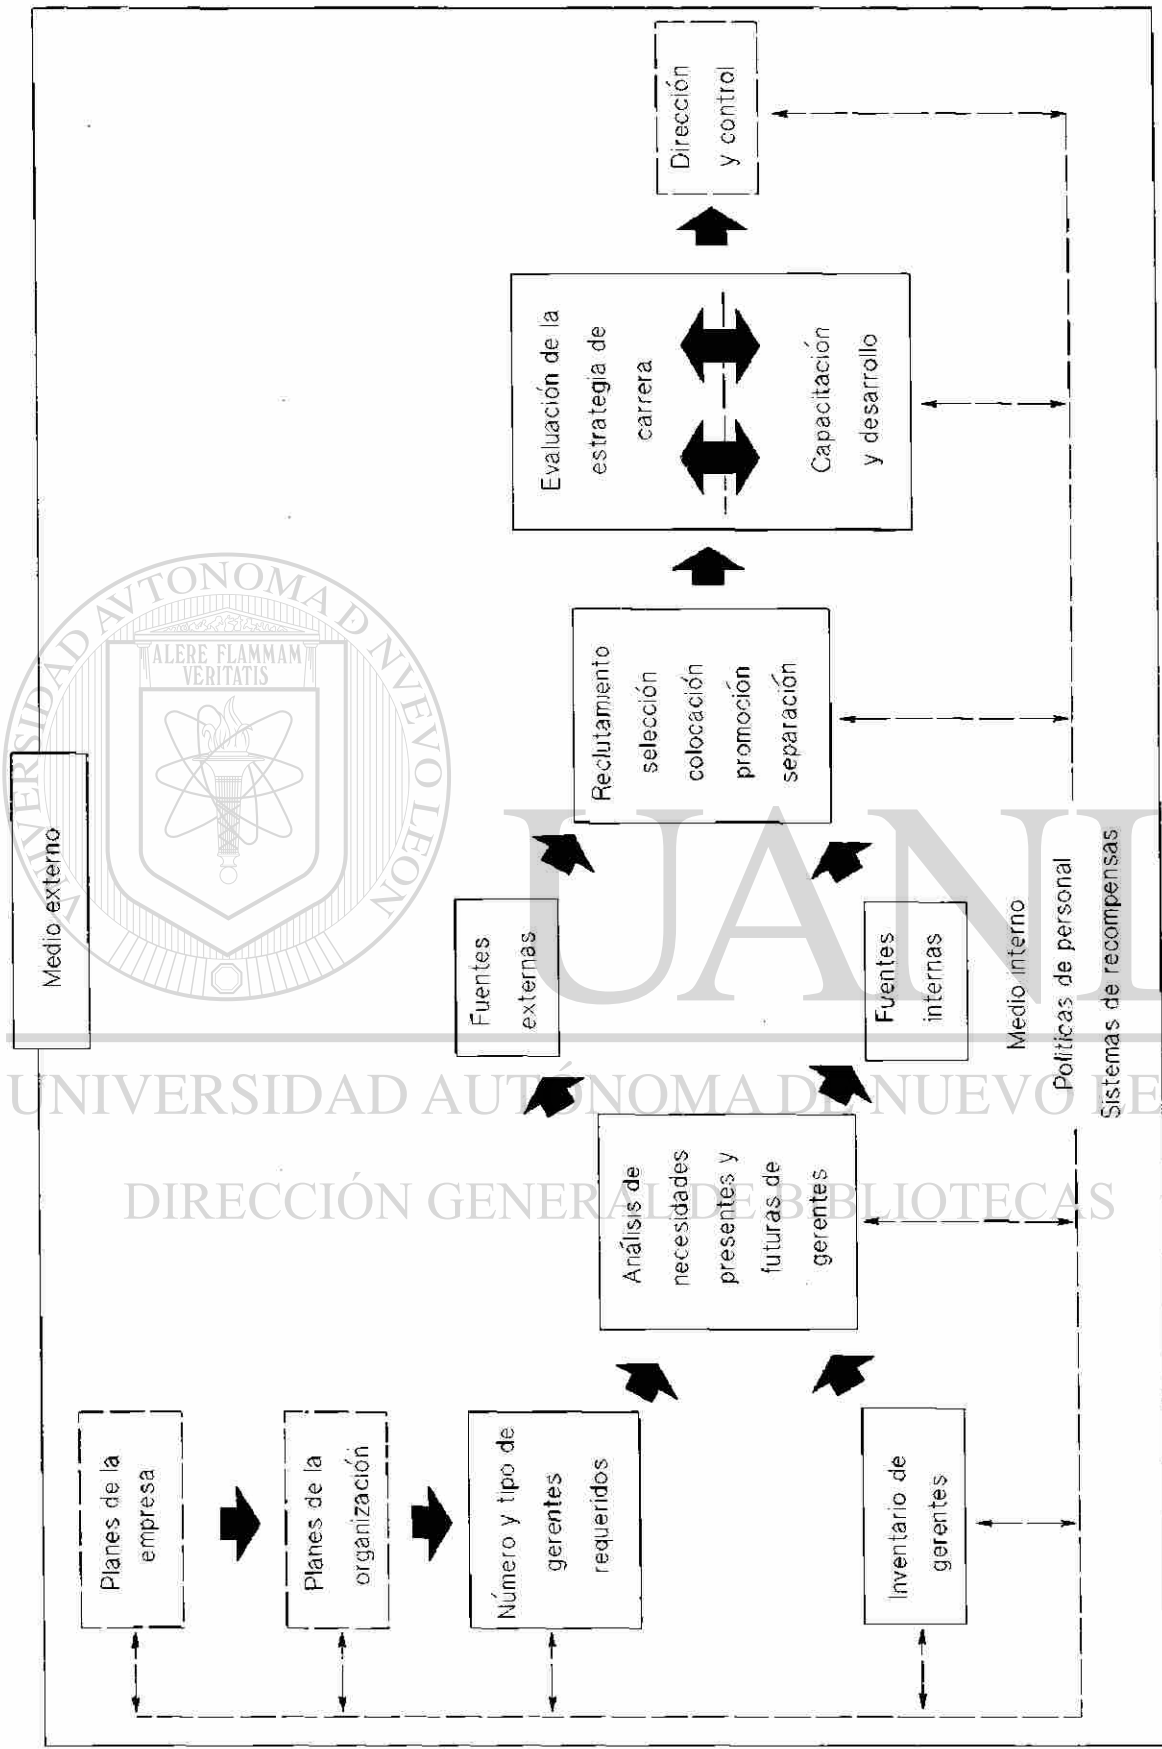 Medio externo
Planes de la
empresa
Planes de la
organización
Número y tipo de
gerentes
requeridos
Inventario de
gerentes
Análisis de
necesidades
presentes y
futuras de
gerentes
Fuentes
externas
Fuentes
internas
Reclutamiento
selección
colocación
promoción
separación
Evaluación de la
estrategia de
carrera
Capacitación
y desarrollo
Dirección
y control
Medio interno
Políticas de personal
Sistemas de recompensas
UNIVERSIDAD AVTONOMA DE NVEVO LEON
ALERE FLAMMAM
VERITATIS
UANL
UNIVERSIDAD AUTÓNOMA DE NUEVO LE
DIRECCIÓN GENERAL DE BIBLIOTECAS